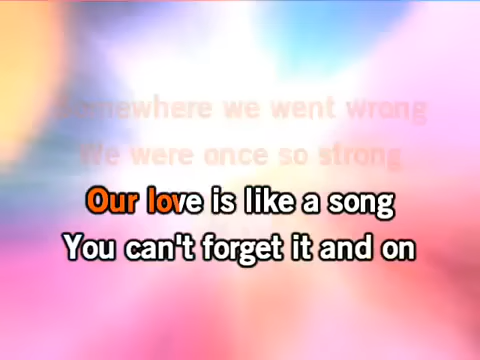 Somewhere we went wrong
We were once so strong
Our love is like a song
You can't forget it and on